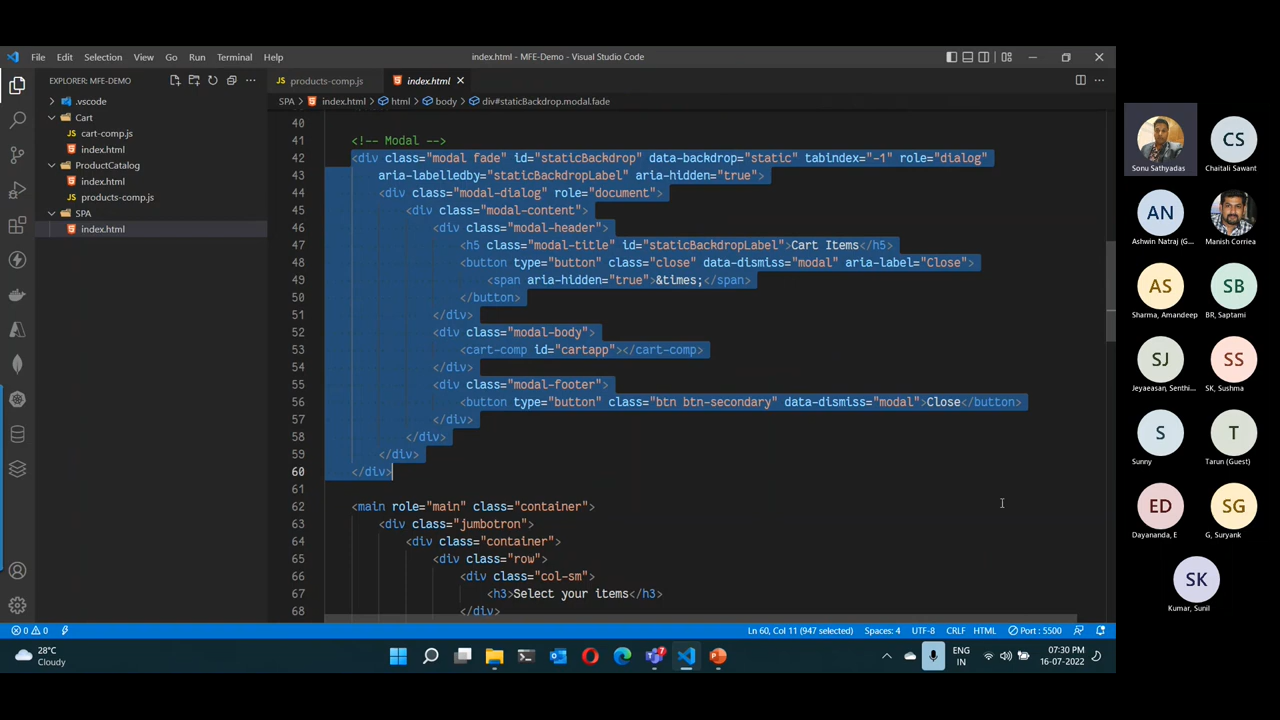 File Edit Selection View Go Run Terminal Help
index.html - MFE-Demo - Visual Studio Code
EXPLORER: MFE-DEMO
.vscode
Cart
cart-comp.js
index.html
ProductCatalog
index.html
products-comp.js
SPA
index.html
products-comp.js
index.html
SPA > index.html > html > body > div#staticBackdrop.modal.fade
40
41 <!-- Modal -->
42 <div class="modal fade" id="staticBackdrop" data-backdrop="static" tabindex="-1" role="dialog"
43 aria-labelledby="staticBackdropLabel" aria-hidden="true">
44 <div class="modal-dialog" role="document">
45 <div class="modal-content">
46 <div class="modal-header">
47 <h5 class="modal-title" id="staticBackdropLabel">Cart Items</h5>
48 <button type="button" class="close" data-dismiss="modal" aria-label="Close">
49 <span aria-hidden="true">&times;</span>
50 </button>
51 </div>
52 <div class="modal-body">
53 <cart-comp id="cartapp"></cart-comp>
54 </div>
55 <div class="modal-footer">
56 <button type="button" class="btn btn-secondary" data-dismiss="modal">Close</button>
57 </div>
58 </div>
59 </div>
60 </div>
61
62 <main role="main" class="container">
63 <div class="jumbotron">
64 <div class="container">
65 <div class="row">
66 <div class="col-sm">
67 <h3>Select your items</h3>
68 </div>
0 0
Ln 60, Col 11 (947 selected) Spaces: 4 UTF-8 CRLF HTML Port : 5500
28°C
Cloudy
7
ENG
IN
07:30 PM
16-07-2022
Sonu Sathyadas
CS
Chaitali Sawant
AN
Ashwin Natraj (G...
Manish Corriea
AS
Sharma, Amandeep
SB
BR, Saptami
SJ
Jeyaeasan, Senthi...
SS
SK, Sushma
S
Sunny
T
Tarun (Guest)
ED
Dayananda, E
SG
G, Suryank
SK
Kumar, Sunil